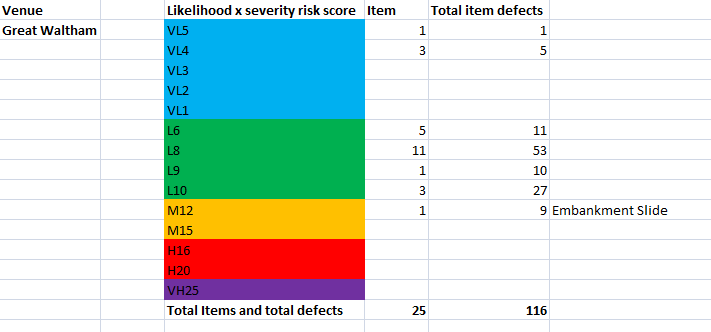 Venue Likelihood x severity risk score Item Total item defects
Great Waltham VL5 1 1
VL4 3 5
VL3
VL2
VL1
L6 5 11
L8 11 53
L9 1 10
L10 3 27
M12 1 9 Embankment Slide
M15
H16
H20
VH25
Total Items and total defects 25 116